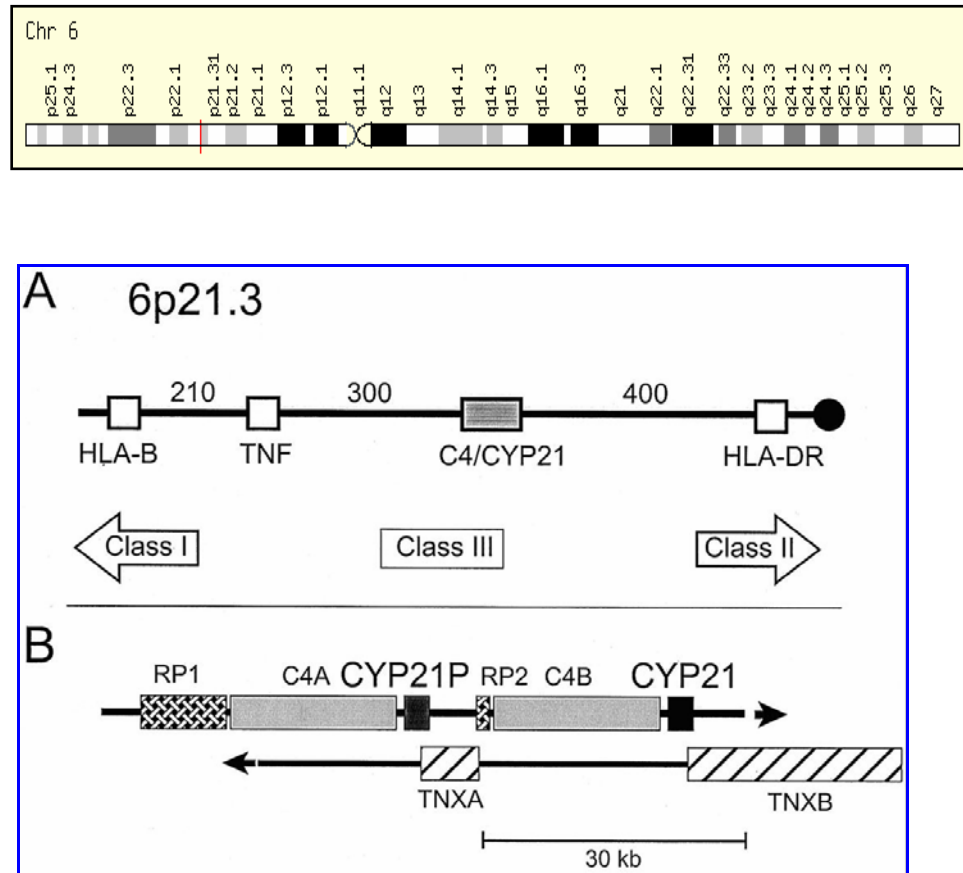 Chr 6
p25.1 p24.3 p22.3 p22.1 p21.31 p21.2 p21.1 p12.3 p12.1 q11.1 q12 q13 q14.1 q14.3 q15 q16.1 q16.3 q21 q22.1 q22.31 q22.33 q23.2 q23.3 q24.1 q24.2 q24.3 q25.1 q25.2 q25.3 q26 q27
A 6p21.3
210 300 400
HLA-B TNF C4/CYP21 HLA-DR
Class I Class III Class II
B
RP1 C4A CYP21P RP2 C4B CYP21
TNXA TNXB
30 kb